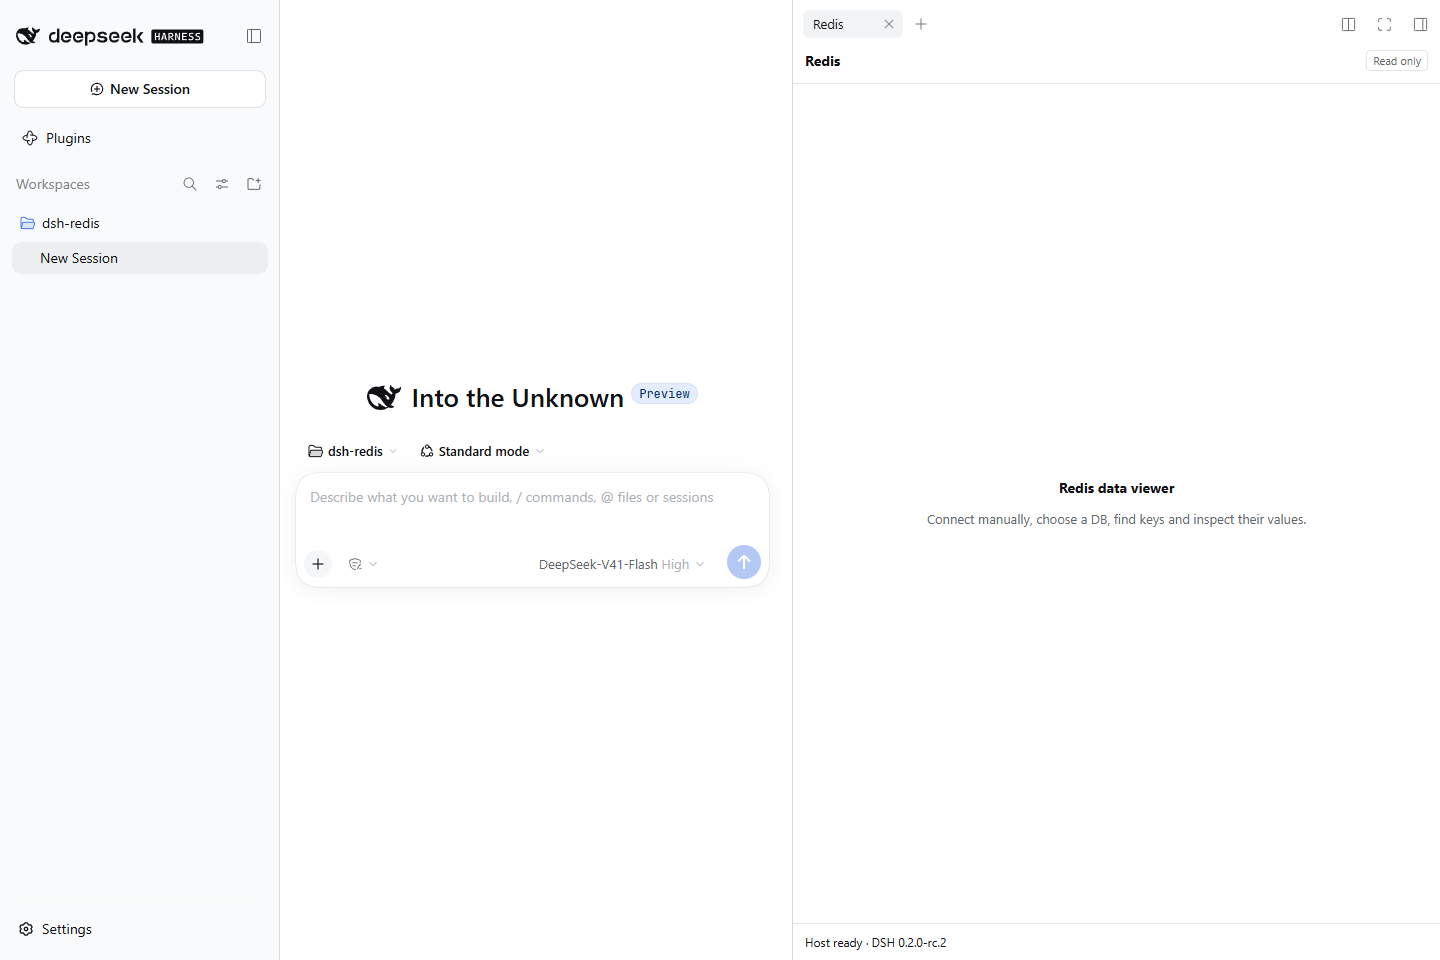 deepseek HARNESS
New Session
Plugins
Workspaces
dsh-redis
New Session
Settings
Into the Unknown Preview
dsh-redis Standard mode
Describe what you want to build, / commands, @ files or sessions
DeepSeek-V41-Flash High
Redis
Redis
Read only
Redis data viewer
Connect manually, choose a DB, find keys and inspect their values.
Host ready · DSH 0.2.0-rc.2